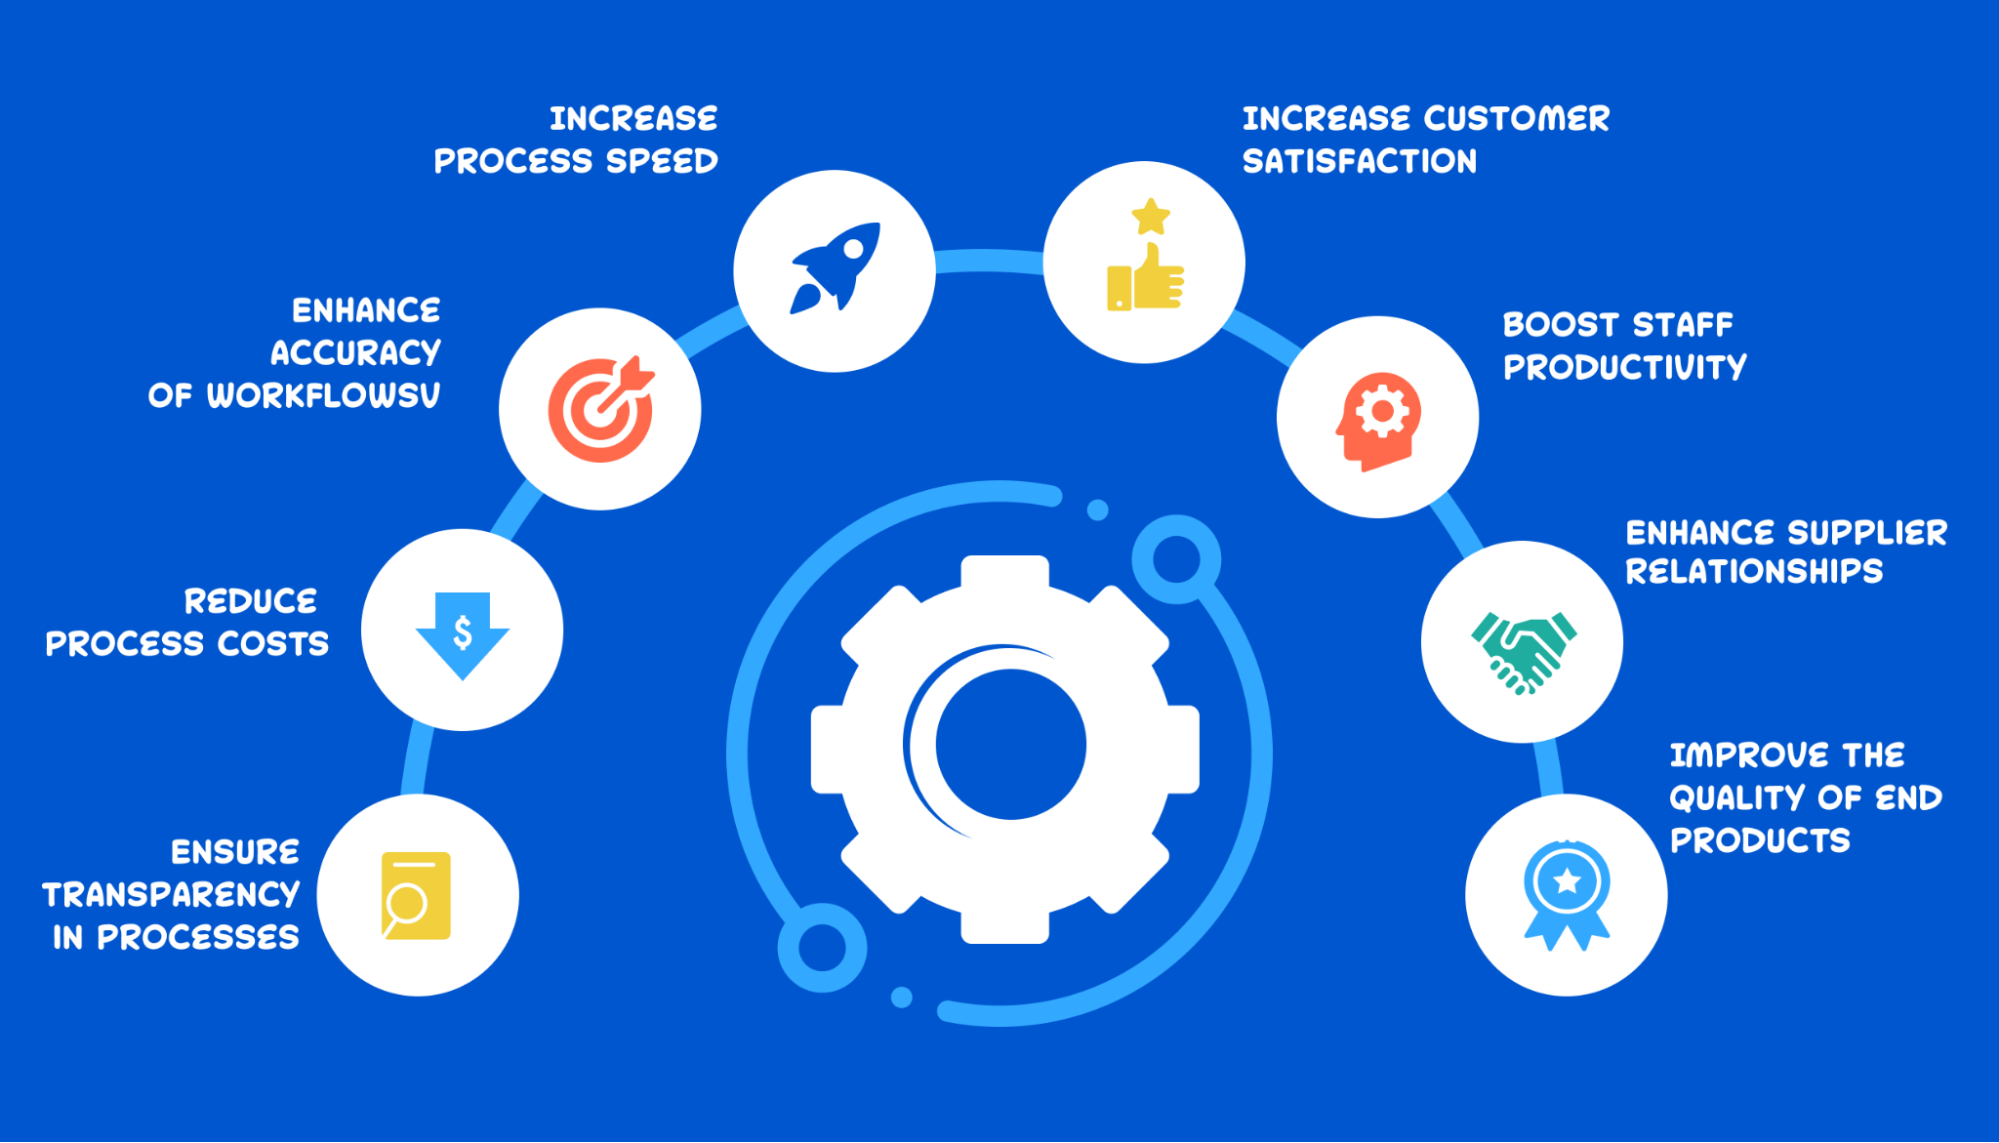 INCREASE
PROCESS SPEED
INCREASE CUSTOMER
SATISFACTION
ENHANCE
ACCURACY
OF WORKFLOWSV
BOOST STAFF
PRODUCTIVITY
REDUCE
PROCESS COSTS
ENHANCE SUPPLIER
RELATIONSHIPS
ENSURE
TRANSPARENCY
IN PROCESSES
IMPROVE THE
QUALITY OF END
PRODUCTS
$